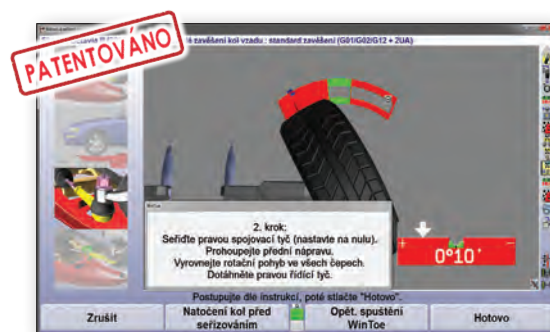 PATENTOVÁNO
zavěšení kol vzadu : standard zavěšení (G01/G02/G12 + 2UA)
2. krok:
Seřiďte pravou spojovací tyč (nastavte na nulu).
Prohoupejte přední nápravu.
Vyrovnejte rotační pohyb ve všech čepech.
Dotáhněte pravou řídící tyč.
+ -
0°10'
Postupujte dle instrukcí, poté stlačte "Hotovo".
Zrušit
Natočení kol před seřizováním
Opět. spuštění WinToe
Hotovo